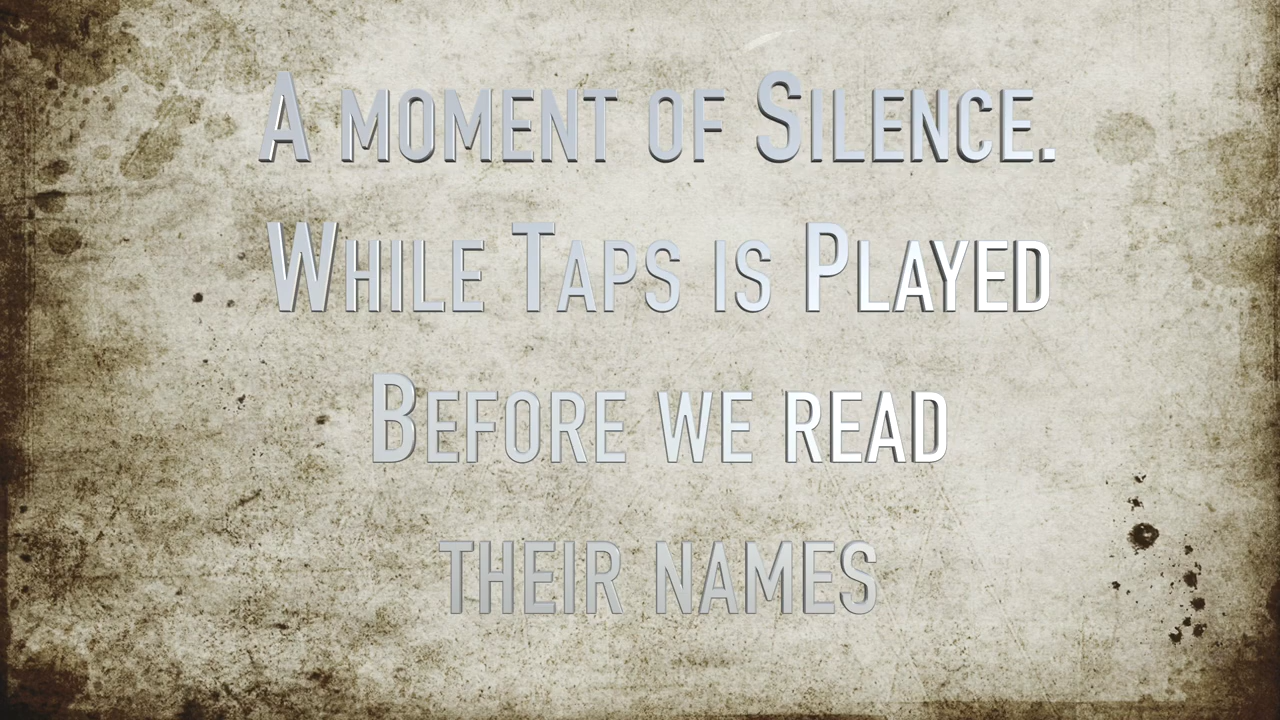 A moment of Silence.
While Taps is Played
Before we read
their names